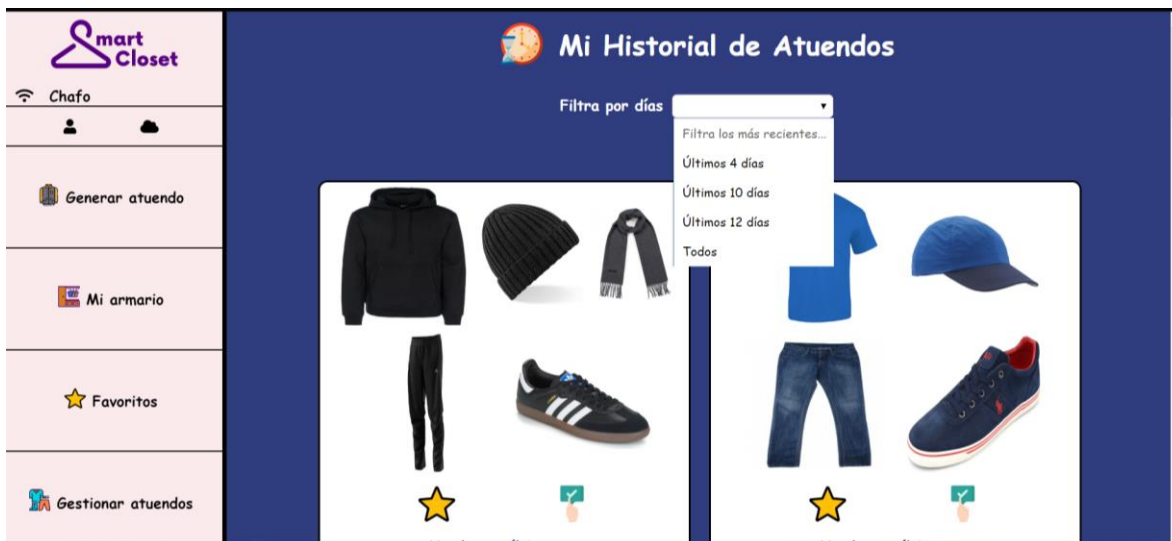 Smart
Closet
Chafo
Generar atuendo
Mi armario
Favoritos
Gestionar atuendos
Mi Historial de Atuendos
Filtra por días
Filtra los más recientes...
Últimos 4 días
Últimos 10 días
Últimos 12 días
Todos